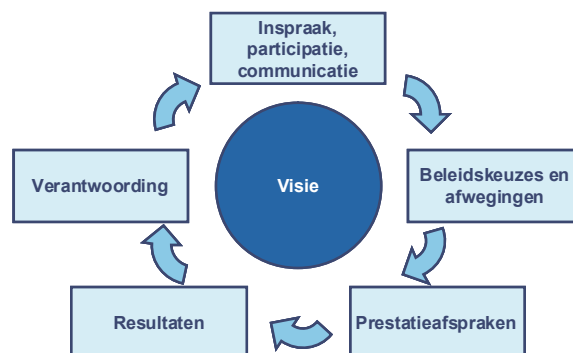 Inspraak,
participatie,
communicatie
Verantwoording
Visie
Beleidskeuzes en
afwegingen
Resultaten
Prestatieafspraken